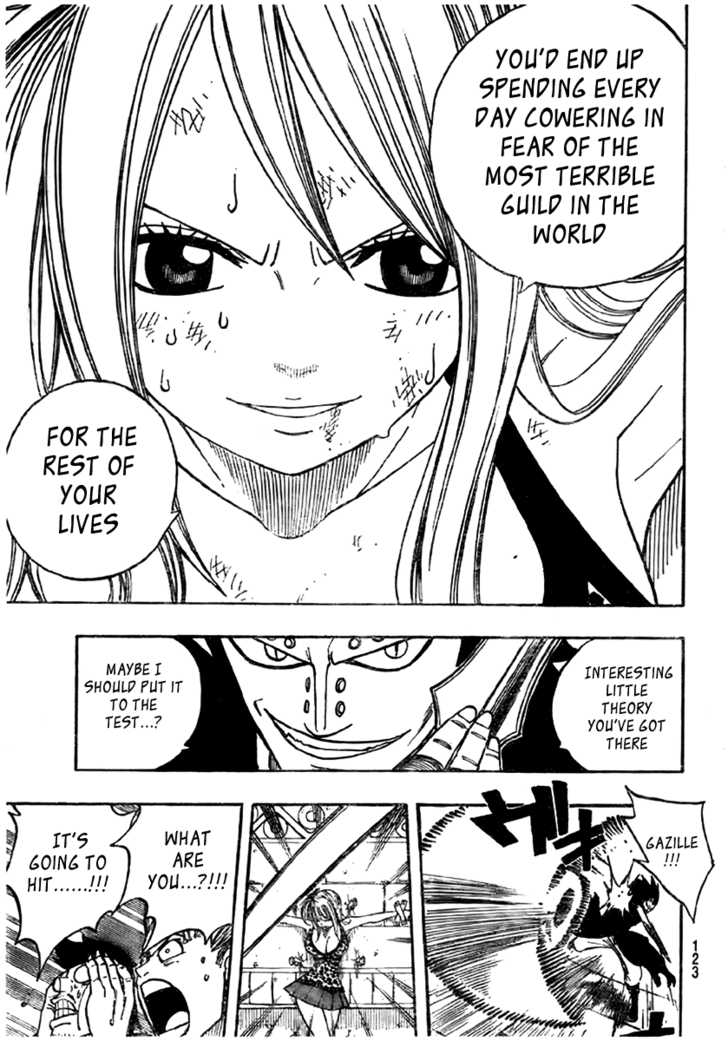 YOU'D END UP
SPENDING EVERY
DAY COWERING IN
FEAR OF THE
MOST TERRIBLE
GUILD IN THE
WORLD
FOR THE
REST OF
YOUR
LIVES
INTERESTING
LITTLE
THEORY
YOU'VE GOT
THERE
MAYBE I
SHOULD PUT IT
TO THE
TEST...?
GAZILLE
!!!
WHAT
ARE
YOU...?!!!
IT'S
GOING TO
HIT......!!!
123